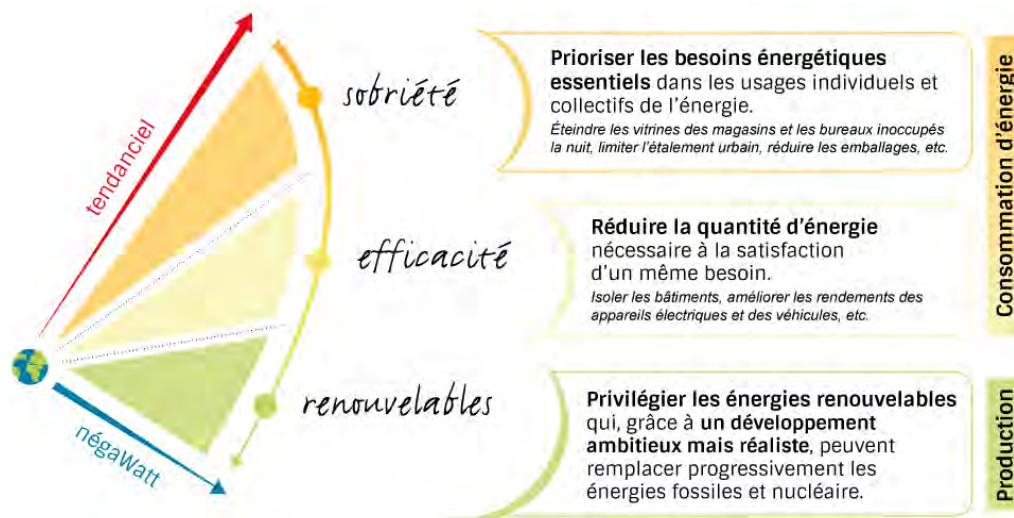 tendanciel
négaWatt
sobriété
Prioriser les besoins énergétiques
essentiels dans les usages individuels et
collectifs de l'énergie.
Éteindre les vitrines des magasins et les bureaux inoccupés
la nuit, limiter l'étalement urbain, réduire les emballages, etc.
efficacité
Réduire la quantité d'énergie
nécessaire à la satisfaction
d'un même besoin.
Isoler les bâtiments, améliorer les rendements des
appareils électriques et des véhicules, etc.
Consommation d'énergie
renouvelables
Privilégier les énergies renouvelables
qui, grâce à un développement
ambitieux mais réaliste, peuvent
remplacer progressivement les
énergies fossiles et nucléaire.
Production